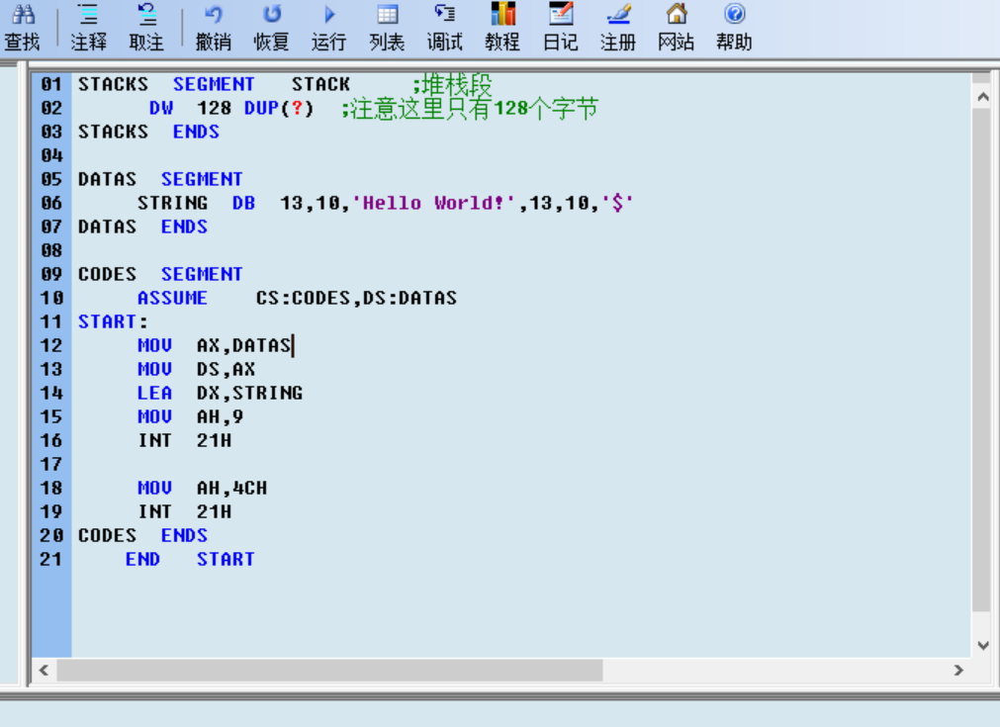 查找 注释 取注 撤销 恢复 运行 列表 调试 教程 日记 注册 网站 帮助
01 STACKS SEGMENT STACK ;堆栈段
02 DW 128 DUP(?) ;注意这里只有128个字节
03 STACKS ENDS
04
05 DATAS SEGMENT
06 STRING DB 13,10,'Hello World!',13,10,'$'
07 DATAS ENDS
08
09 CODES SEGMENT
10 ASSUME CS:CODES,DS:DATAS
11 START:
12 MOV AX,DATAS
13 MOV DS,AX
14 LEA DX,STRING
15 MOV AH,9
16 INT 21H
17
18 MOV AH,4CH
19 INT 21H
20 CODES ENDS
21 END START